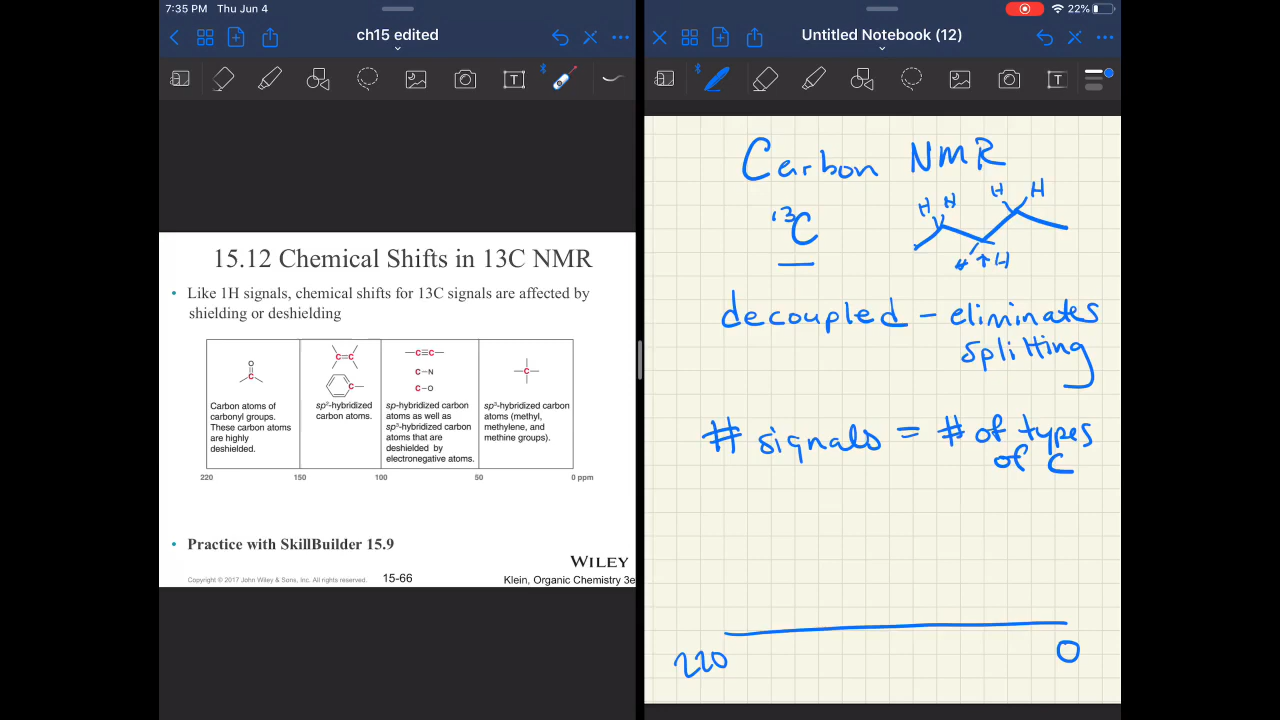 7:35 PM Thu Jun 4
22%
ch15 edited
Untitled Notebook (12)
T
T
15.12 Chemical Shifts in 13C NMR
• Like 1H signals, chemical shifts for 13C signals are affected by
shielding or deshielding
O
C
C=C
C
C≡C
C–N
C–O
C
Carbon atoms of
carbonyl groups.
These carbon atoms
are highly
deshielded.
sp²-hybridized
carbon atoms.
sp-hybridized carbon
atoms as well as
sp³-hybridized carbon
atoms that are
deshielded by
electronegative atoms.
sp³-hybridized carbon
atoms (methyl,
methylene, and
methine groups).
220 150 100 50 0 ppm
• Practice with SkillBuilder 15.9
WILEY
Copyright © 2017 John Wiley & Sons, Inc. All rights reserved. 15-66 Klein, Organic Chemistry 3e
Carbon NMR
¹³C
H H H H
H
decoupled – eliminates
splitting
# signals = # of types
of C
220 0